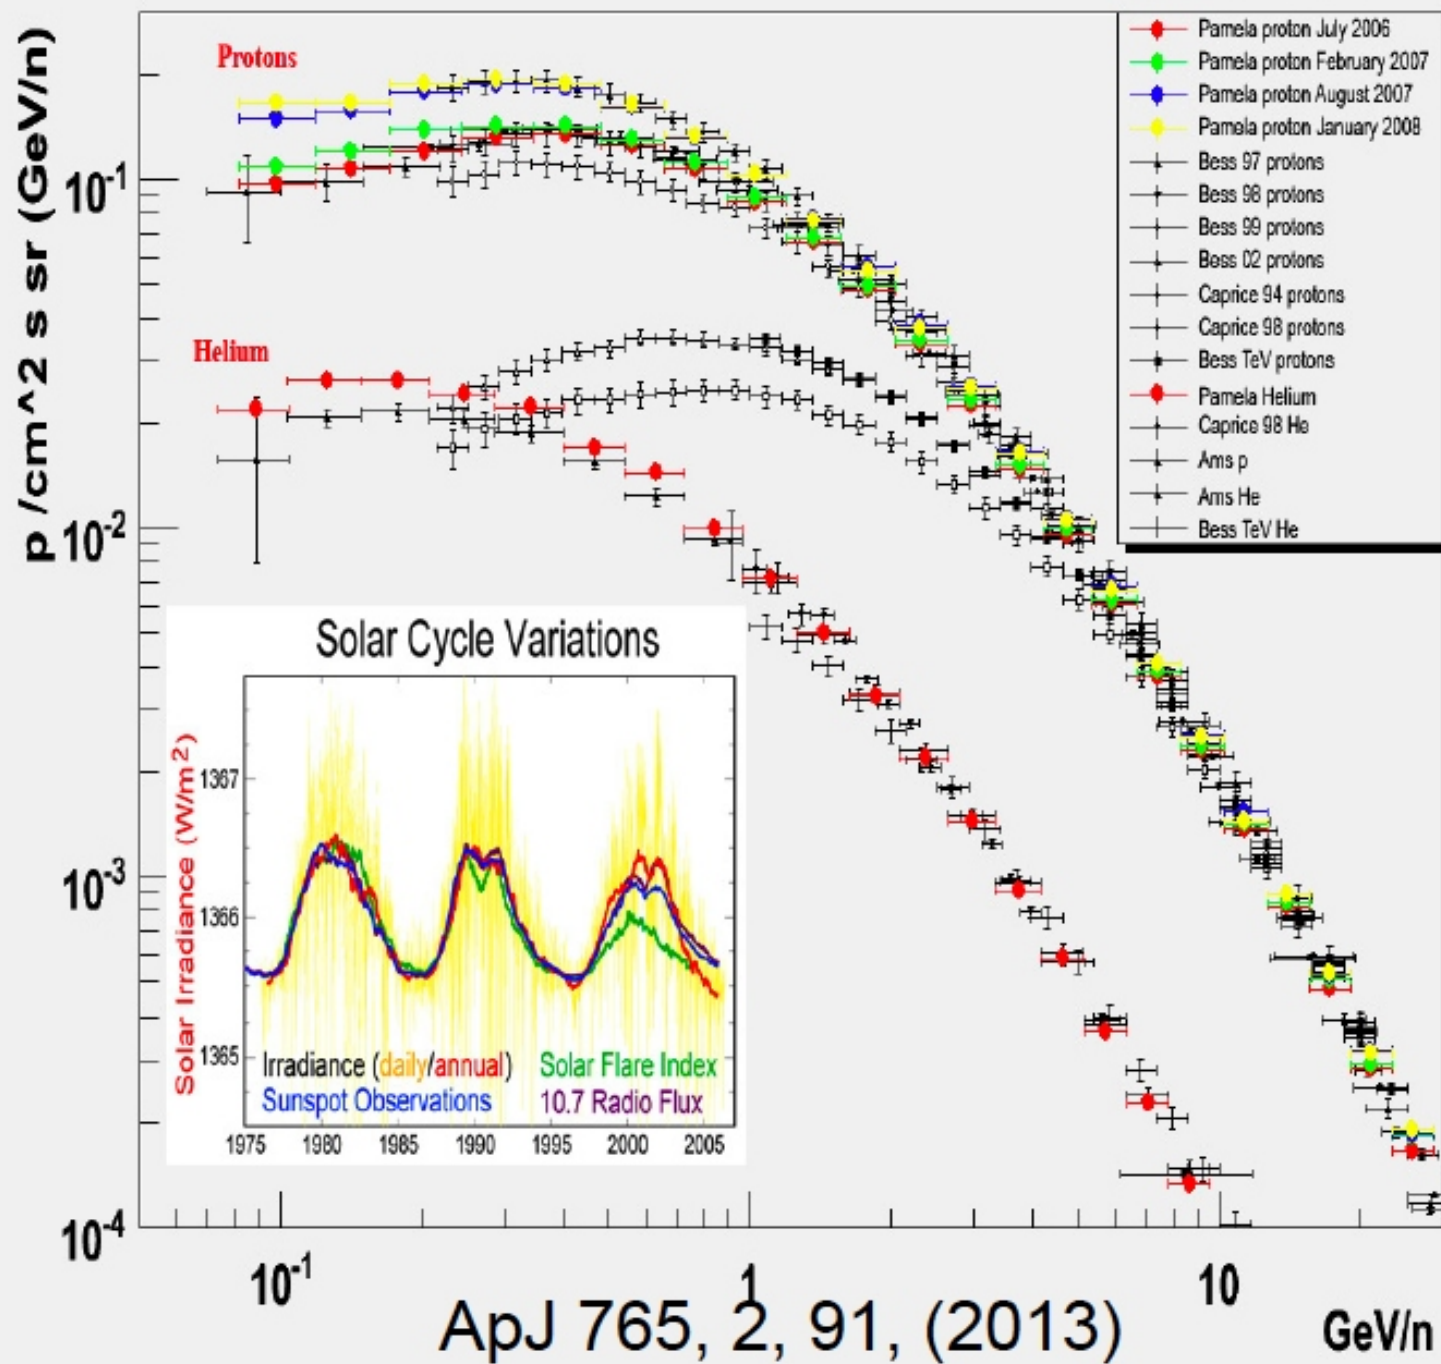 p /cm^2 s sr (GeV/n)
Protons
Helium
10^-1
10^-2
10^-3
10^-4
Pamela proton July 2006
Pamela proton February 2007
Pamela proton August 2007
Pamela proton January 2008
Bess 97 protons
Bess 98 protons
Bess 99 protons
Bess 02 protons
Caprice 94 protons
Caprice 98 protons
Bess TeV protons
Pamela Helium
Caprice 98 He
Ams p
Ams He
Bess TeV He
Solar Cycle Variations
Solar Irradiance (W/m²)
1367
1366
1365
Irradiance (daily/annual)
Solar Flare Index
Sunspot Observations
10.7 Radio Flux
1975 1980 1985 1990 1995 2000 2005
10^-1 1 10
GeV/n
ApJ 765, 2, 91, (2013)